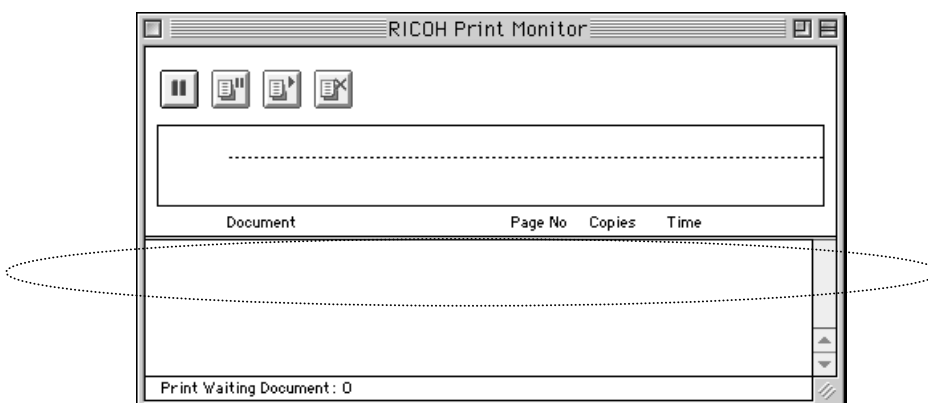 RICOH Print Monitor
Document Page No Copies Time
Print Waiting Document: 0